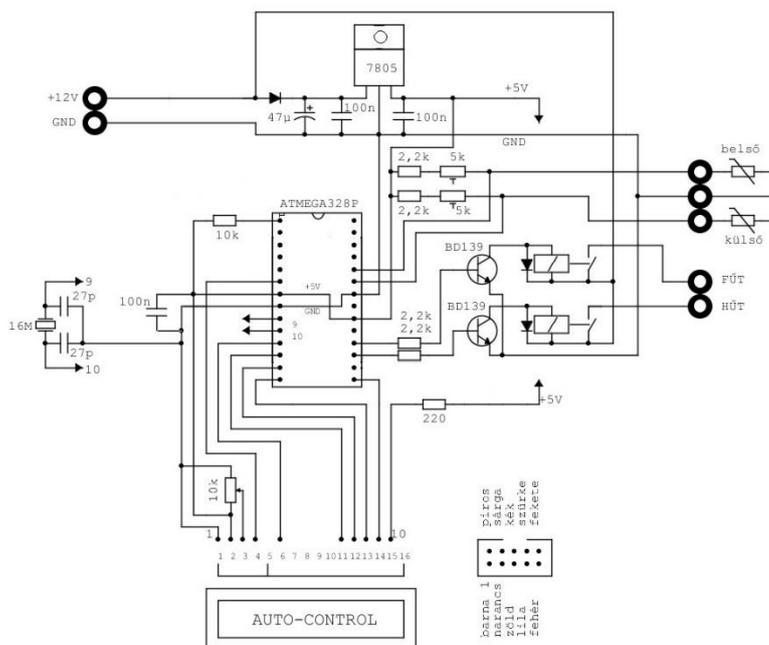 7805
+12V
GND
47µ
+
100n
100n
+5V
GND
2,2k
5k
2,2k
5k
belső
külső
ATMEGA328P
10k
BD139
BD139
FŰT
HŰT
+5V
GND
9
10
2,2k
2,2k
9
27p
16M
27p
10
100n
220
+5V
10k
1
10
1 2 3 4 5 6 7 8 9 10 11 12 13 14 15 16
AUTO-CONTROL
piros
sárga
kék
szürke
fekete
barna 1
narancs
zöld
lila
fehér